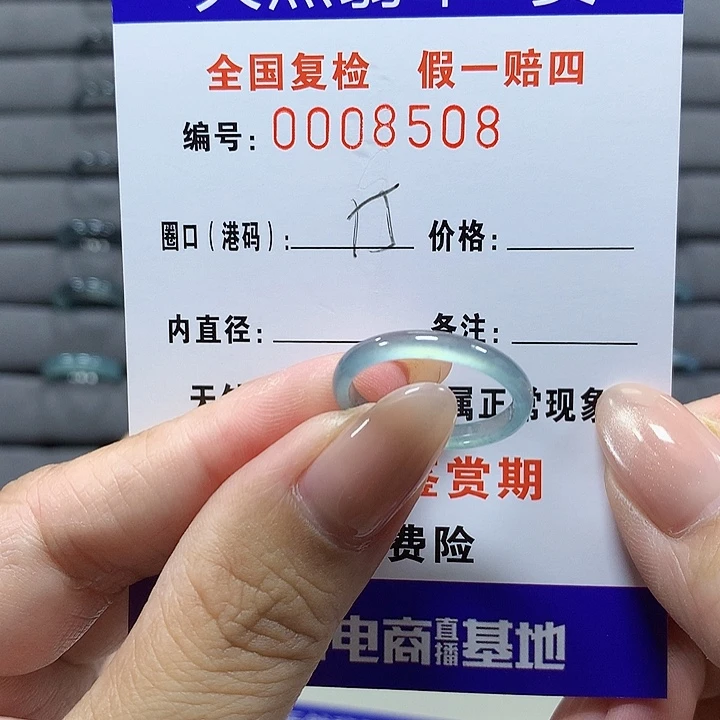 全国复检 假一赔四
编号: 0008508
圈口(港码): 价格:
内直径: 备注:
属正常现象
鉴赏期
费险
电商直播基地